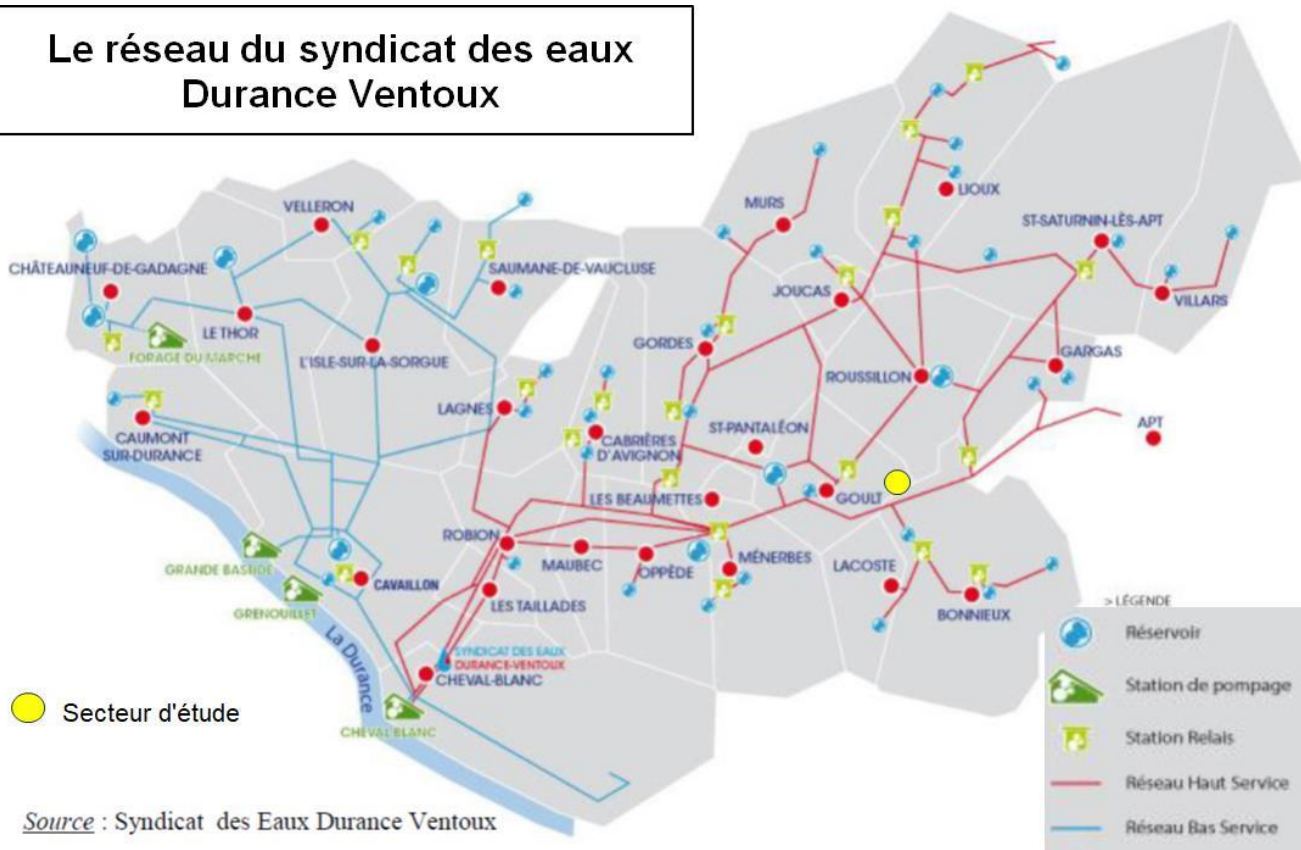 Le réseau du syndicat des eaux
Durance Ventoux
VELLERON
CHÂTEAUNEUF-DE-GADAGNE
LE THOR
FORAGE DU MARCHE
L'ISLE-SUR-LA-SORGUE
SAUMANE-DE-VAUCLUSE
MURS
LIOUX
ST-SATURNIN-LÈS-APT
VILLARS
JOUCAS
GORDES
ROUSSILLON
GARGAS
APT
LAGNES
CABRIÈRES
D'AVIGNON
ST-PANTALÉON
CAUMONT
SUR-DURANCE
LES BEAUMETTES
GOULT
ROBION
MAUBEC
OPPÈDE
MÉNERBES
LACOSTE
BONNIEUX
GRANDE BASTIDE
GRENOUILLET
CAVAILLON
LES TAILLADES
La Durance
SYNDICAT DES EAUX
DURANCE-VENTOUX
CHEVAL-BLANC
CHEVAL BLANC
Secteur d'étude
> LÉGENDE
Réservoir
Station de pompage
Station Relais
Réseau Haut Service
Réseau Bas Service
Source : Syndicat des Eaux Durance Ventoux